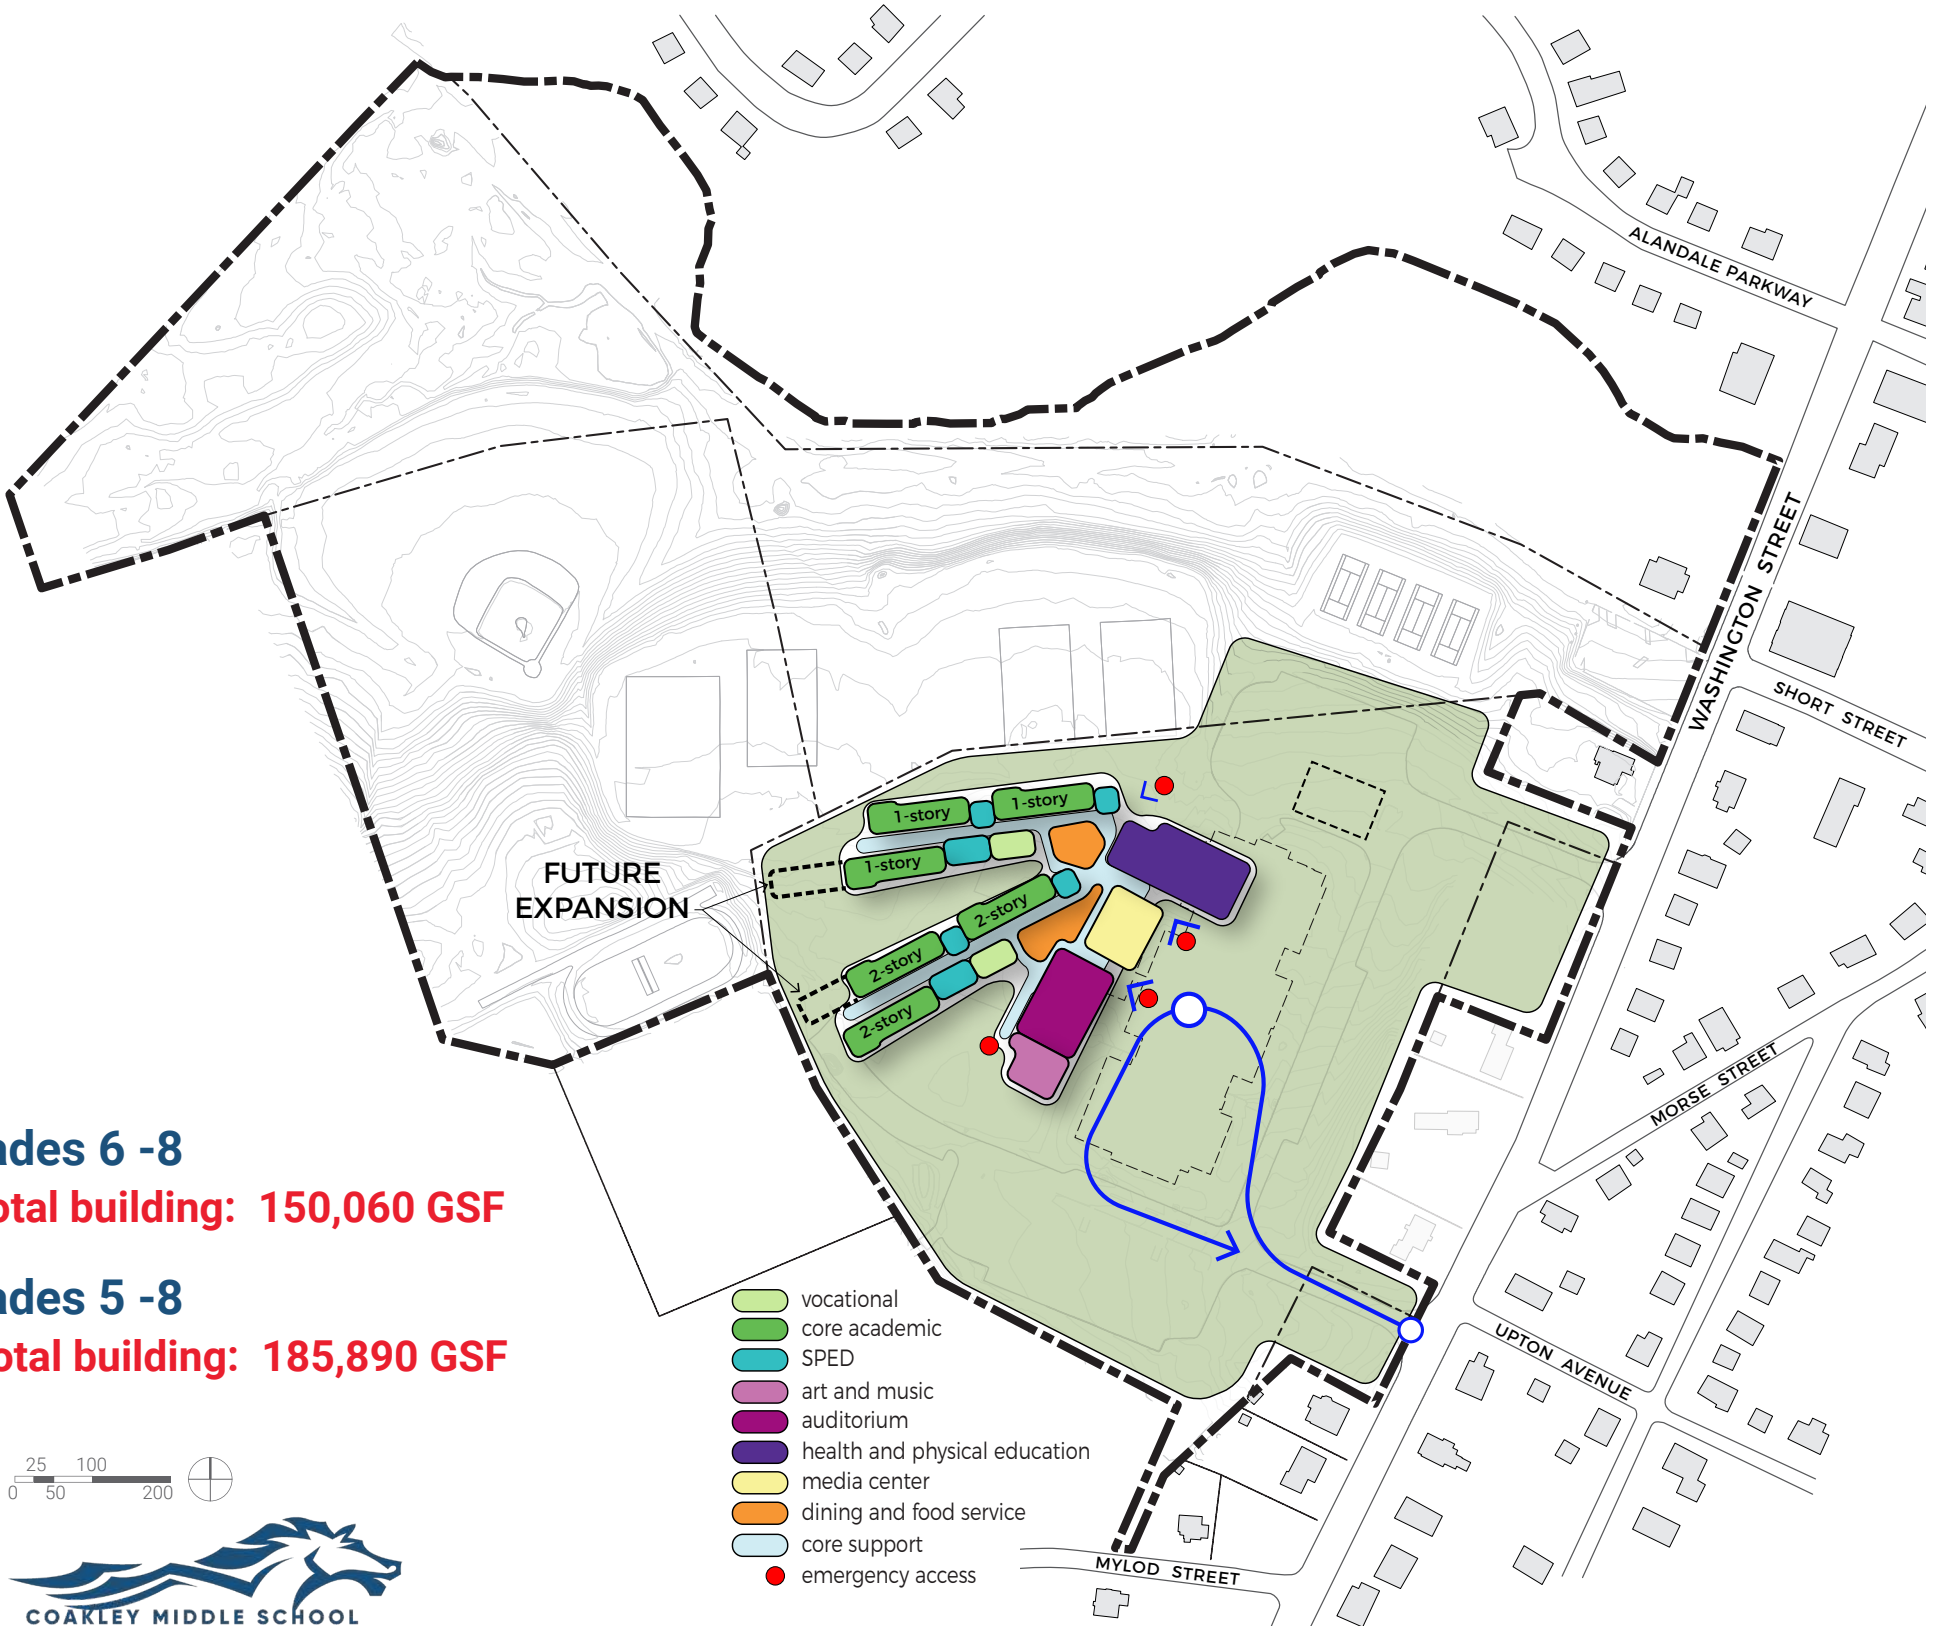 ALANDALE PARKWAY
WASHINGTON STREET
SHORT STREET
1-story
1-story
1-story
2-story
2-story
2-story
FUTURE
EXPANSION
MORSE STREET
UPTON AVENUE
MYLOD STREET
ades 6 -8
otal building: 150,060 GSF
ades 5 -8
otal building: 185,890 GSF
vocational
core academic
SPED
art and music
auditorium
health and physical education
media center
dining and food service
core support
emergency access
25 100
0 50 200
COAKLEY MIDDLE SCHOOL